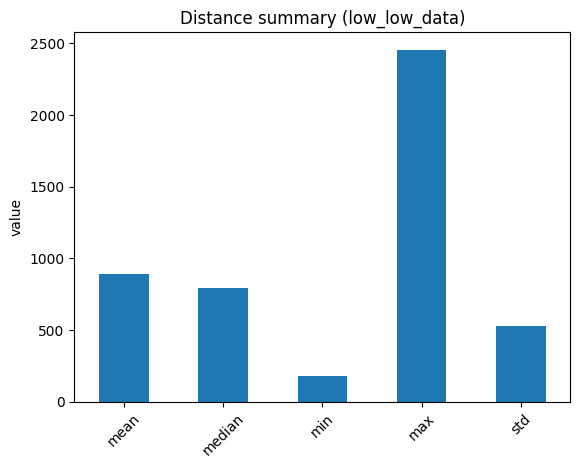 Distance summary (low_low_data)
value
2500
2000
1500
1000
500
0
mean
median
min
max
std